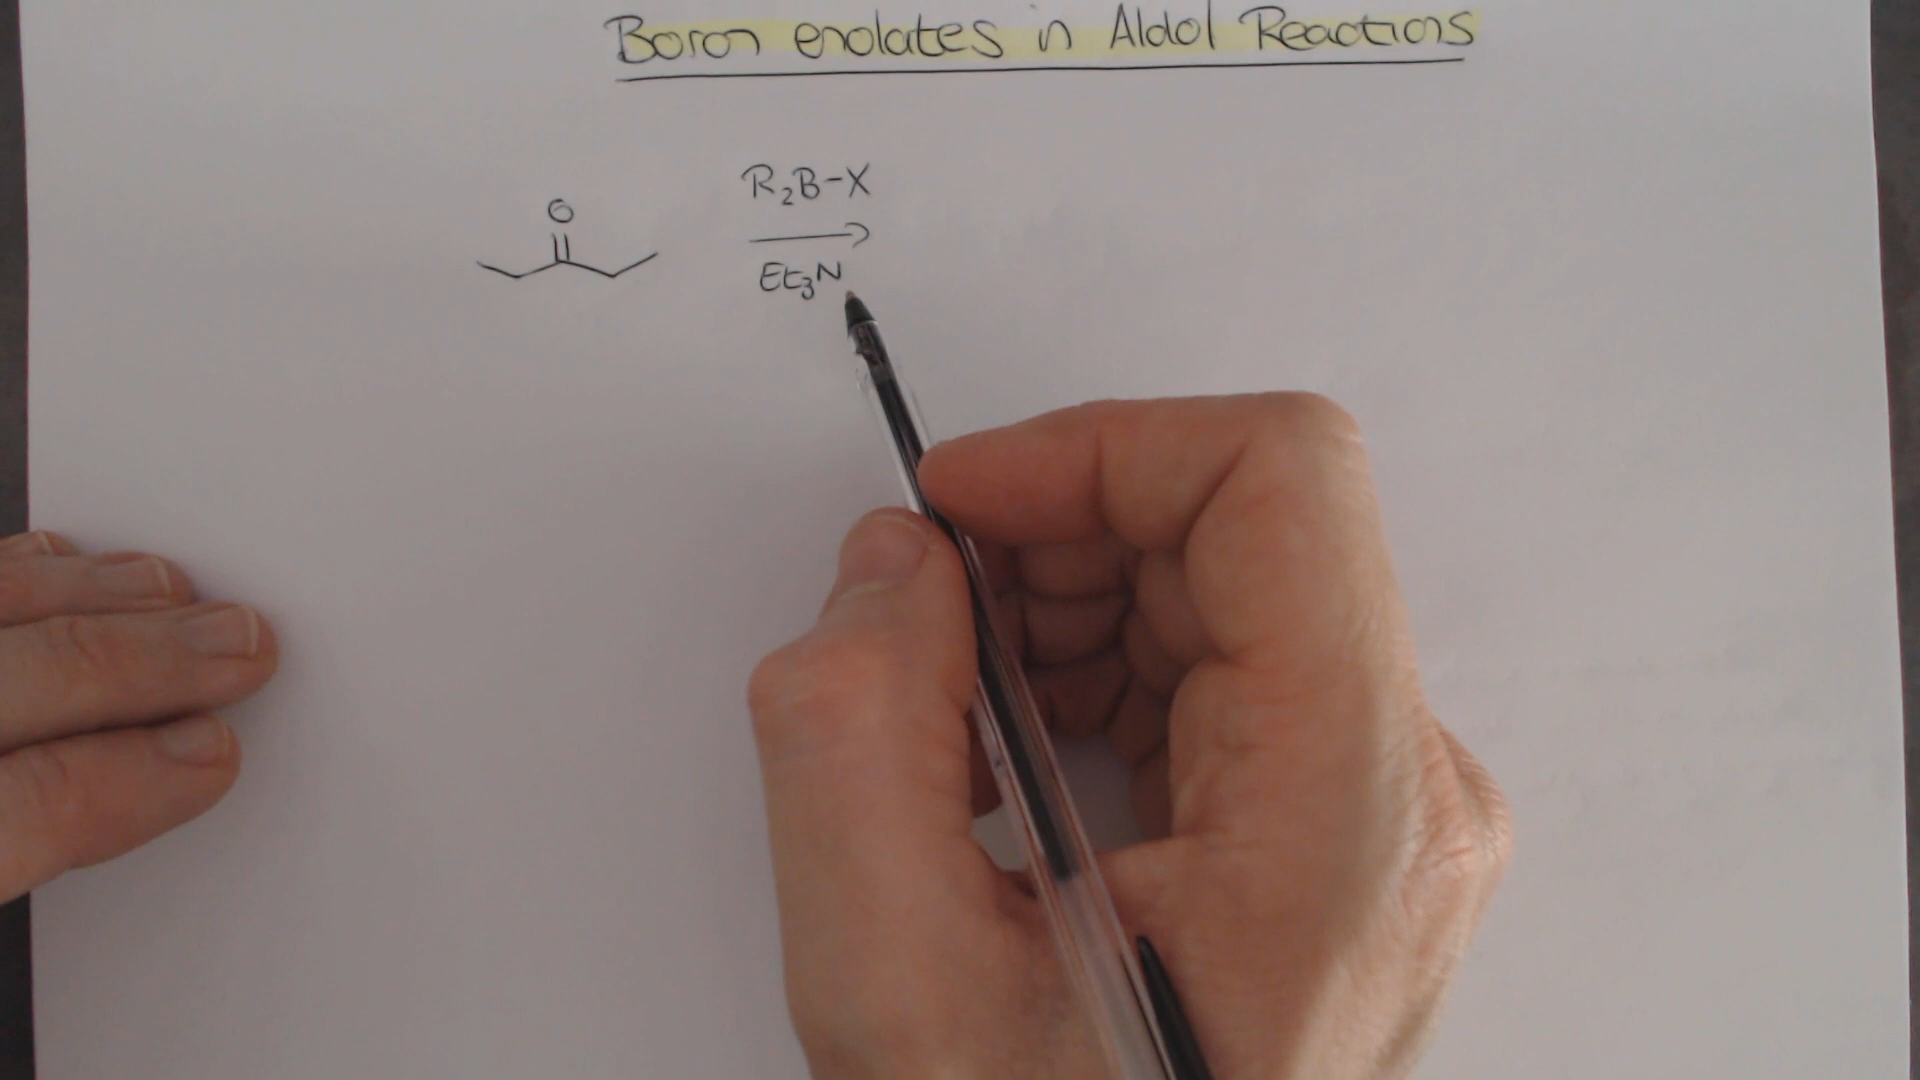 Boron enolates in Aldol Reactions
R₂B-X
O
Et₃N